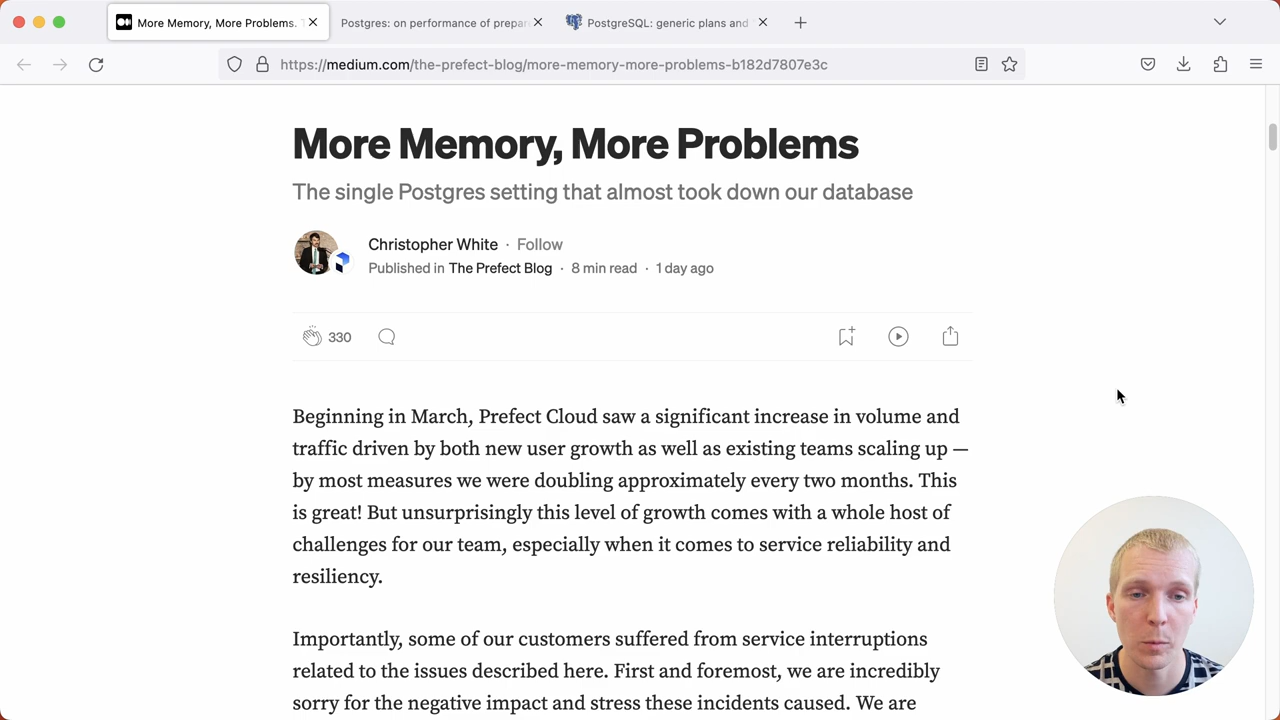 More Memory, More Problems. T
Postgres: on performance of prepar
PostgreSQL: generic plans and
https://medium.com/the-prefect-blog/more-memory-more-problems-b182d7807e3c
More Memory, More Problems
The single Postgres setting that almost took down our database
Christopher White · Follow
Published in The Prefect Blog · 8 min read · 1 day ago
330
Beginning in March, Prefect Cloud saw a significant increase in volume and
traffic driven by both new user growth as well as existing teams scaling up —
by most measures we were doubling approximately every two months. This
is great! But unsurprisingly this level of growth comes with a whole host of
challenges for our team, especially when it comes to service reliability and
resiliency.
Importantly, some of our customers suffered from service interruptions
related to the issues described here. First and foremost, we are incredibly
sorry for the negative impact and stress these incidents caused. We are